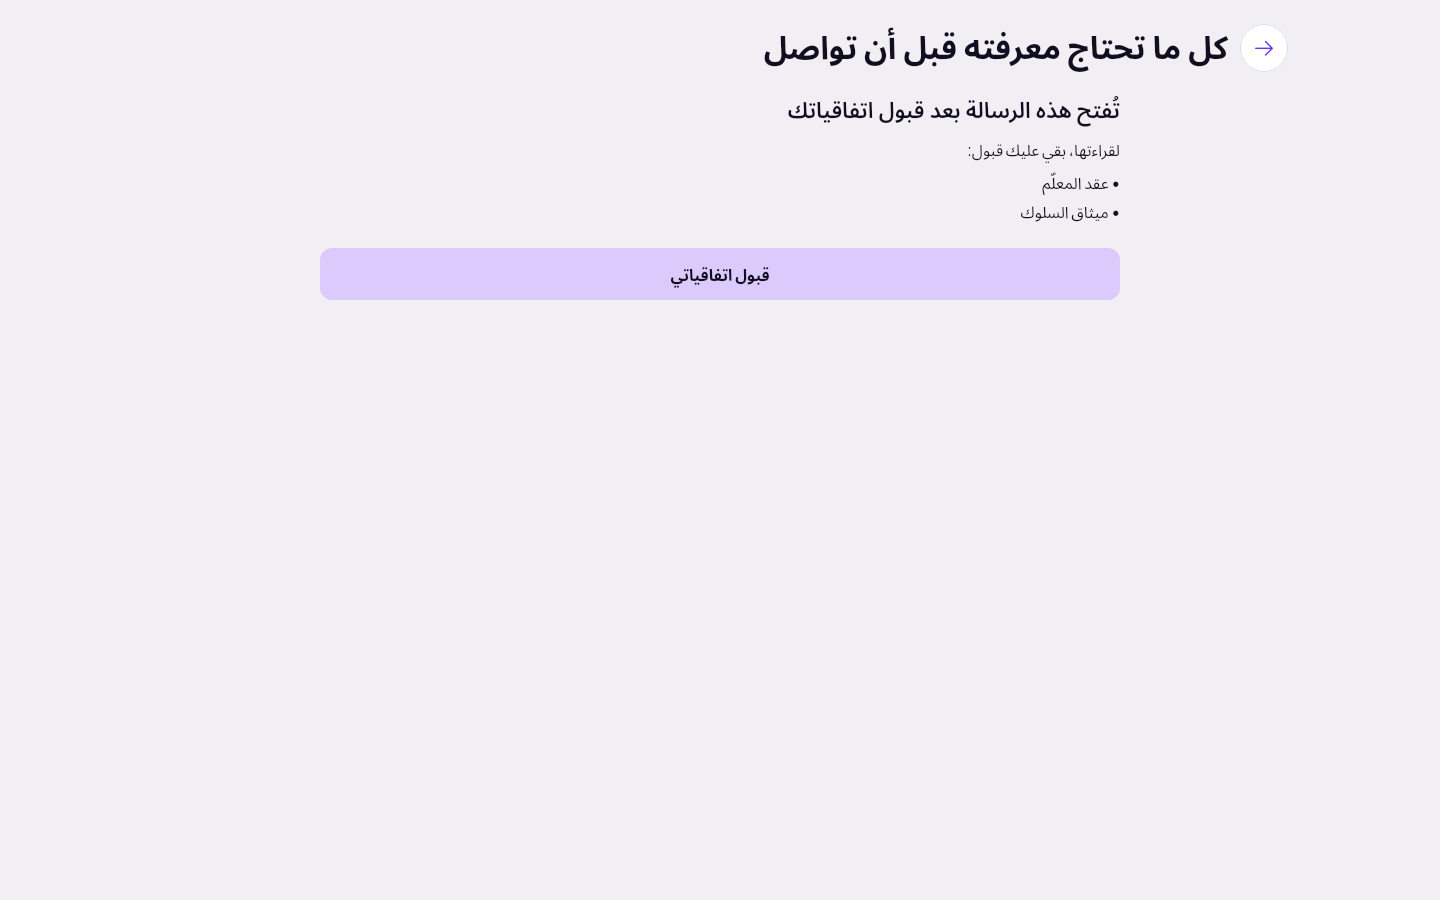 كل ما تحتاج معرفته قبل أن تواصل
تُفتح هذه الرسالة بعد قبول اتفاقياتك
لقراءتها، بقي عليك قبول:
• عقد المعلّم
• ميثاق السلوك
قبول اتفاقياتي